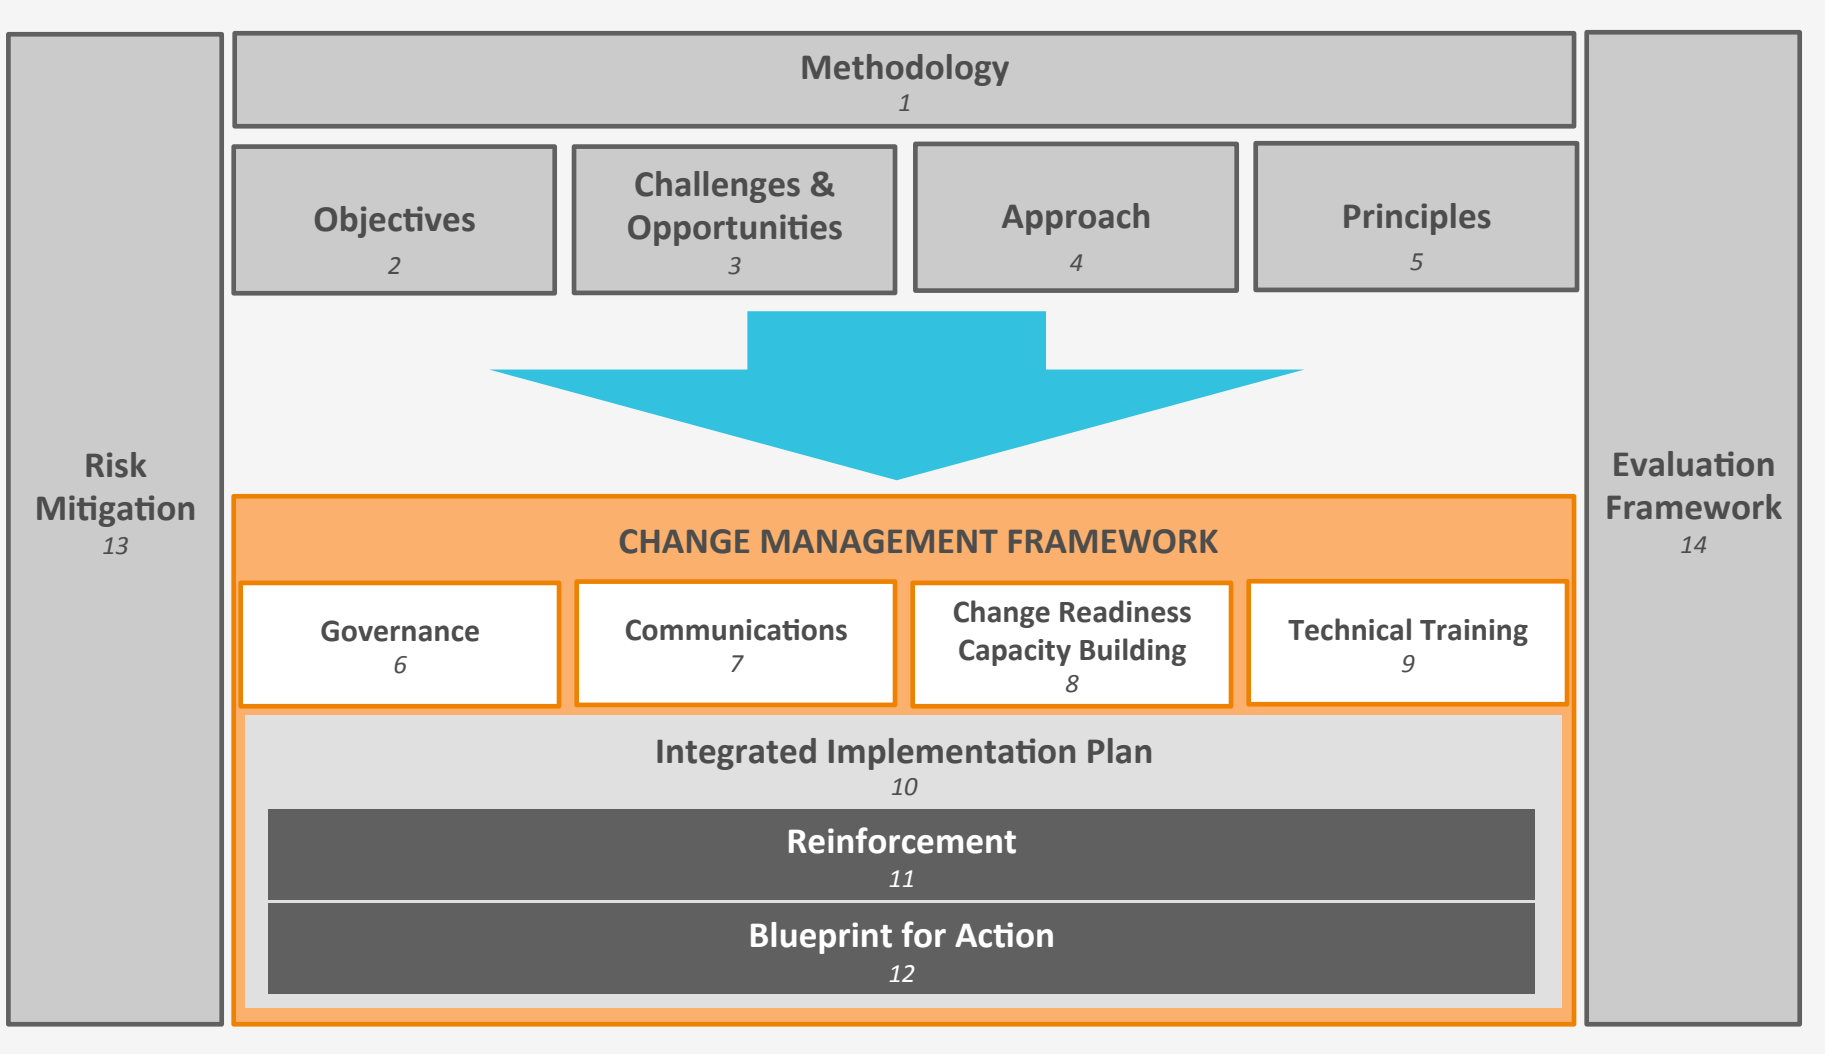 Methodology
1
Objectives
2
Challenges &
Opportunities
3
Approach
4
Principles
5
Risk
Mitigation
13
Evaluation
Framework
14
CHANGE MANAGEMENT FRAMEWORK
Governance
6
Communications
7
Change Readiness
Capacity Building
8
Technical Training
9
Integrated Implementation Plan
10
Reinforcement
11
Blueprint for Action
12